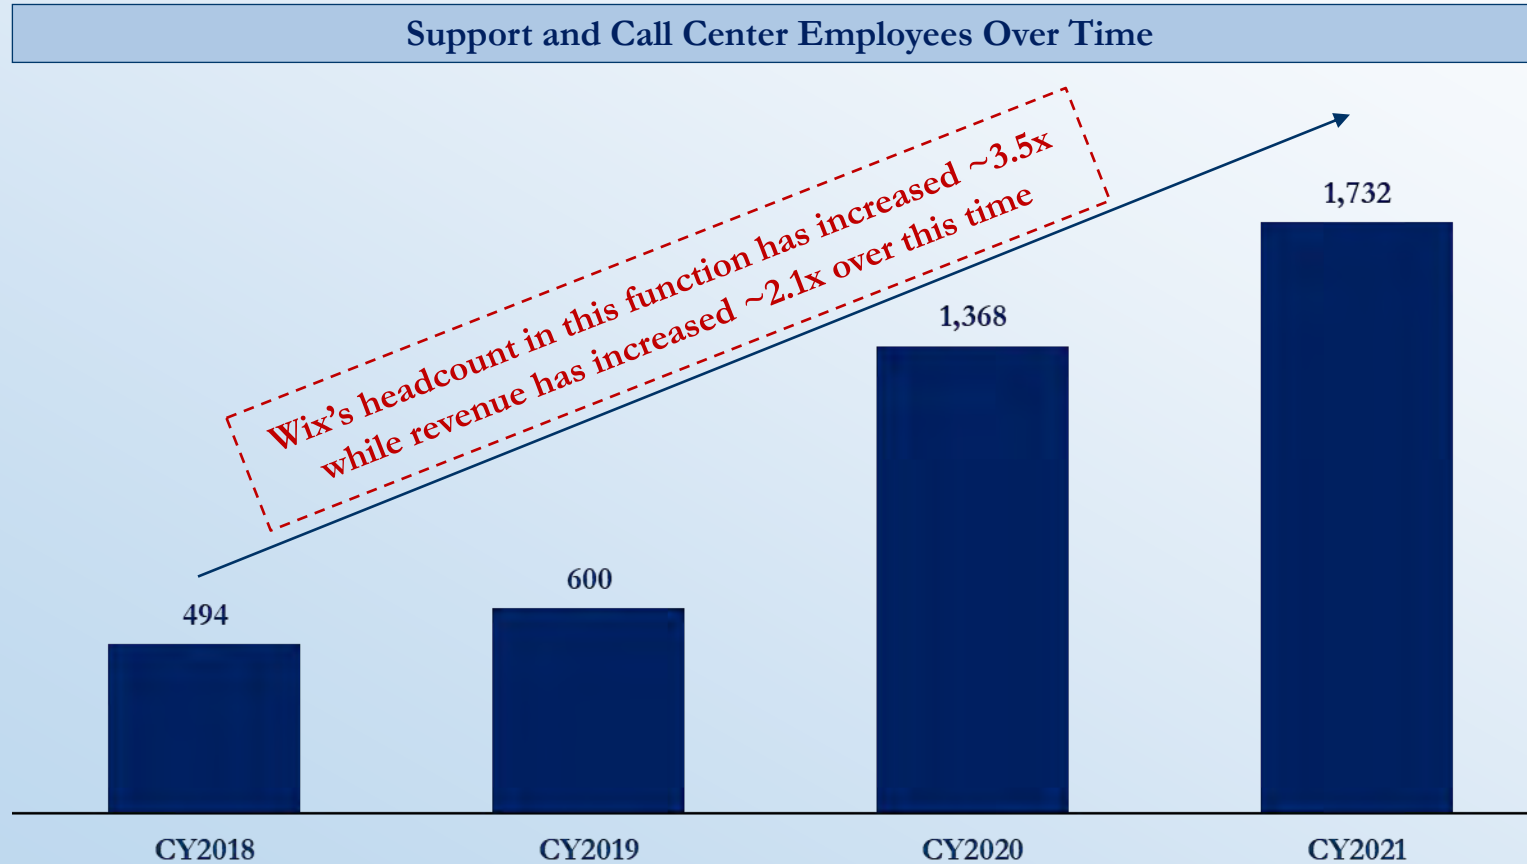 Support and Call Center Employees Over Time
Wix’s headcount in this function has increased ~3.5x
while revenue has increased ~2.1x over this time
494
600
1,368
1,732
CY2018
CY2019
CY2020
CY2021